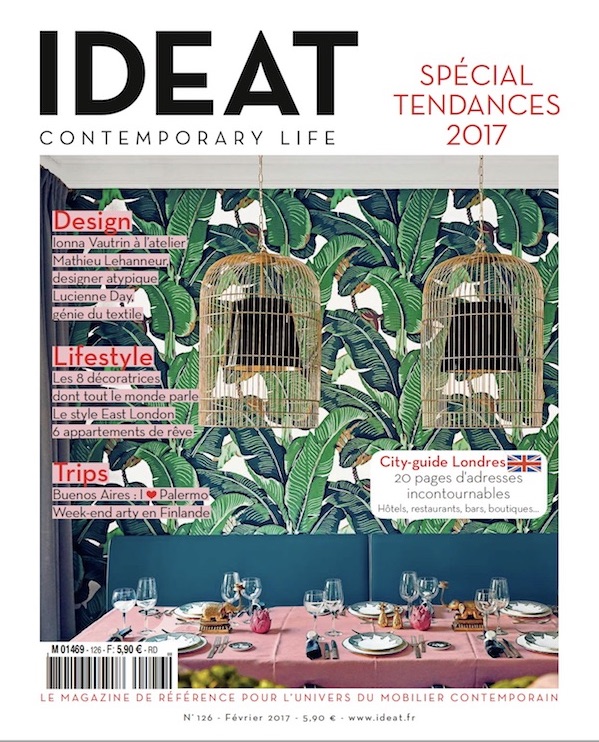 IDEAT
CONTEMPORARY LIFE
SPÉCIAL
TENDANCES
2017
Design
Ionna Vautrin à l'atelier
Mathieu Lehanneur,
designer atypique
Lucienne Day,
génie du textile
Lifestyle
Les 8 décoratrices
dont tout le monde parle
Le style East London
6 appartements de rêve
Trips
Buenos Aires : I ❤ Palermo
Week-end arty en Finlande
City-guide Londres
20 pages d'adresses
incontournables
Hôtels, restaurants, bars, boutiques...
M 01469 - 126 - F: 5,90 € - RD
LE MAGAZINE DE RÉFÉRENCE POUR L'UNIVERS DU MOBILIER CONTEMPORAIN
N° 126 - Février 2017 - 5,90 € - www.ideat.fr